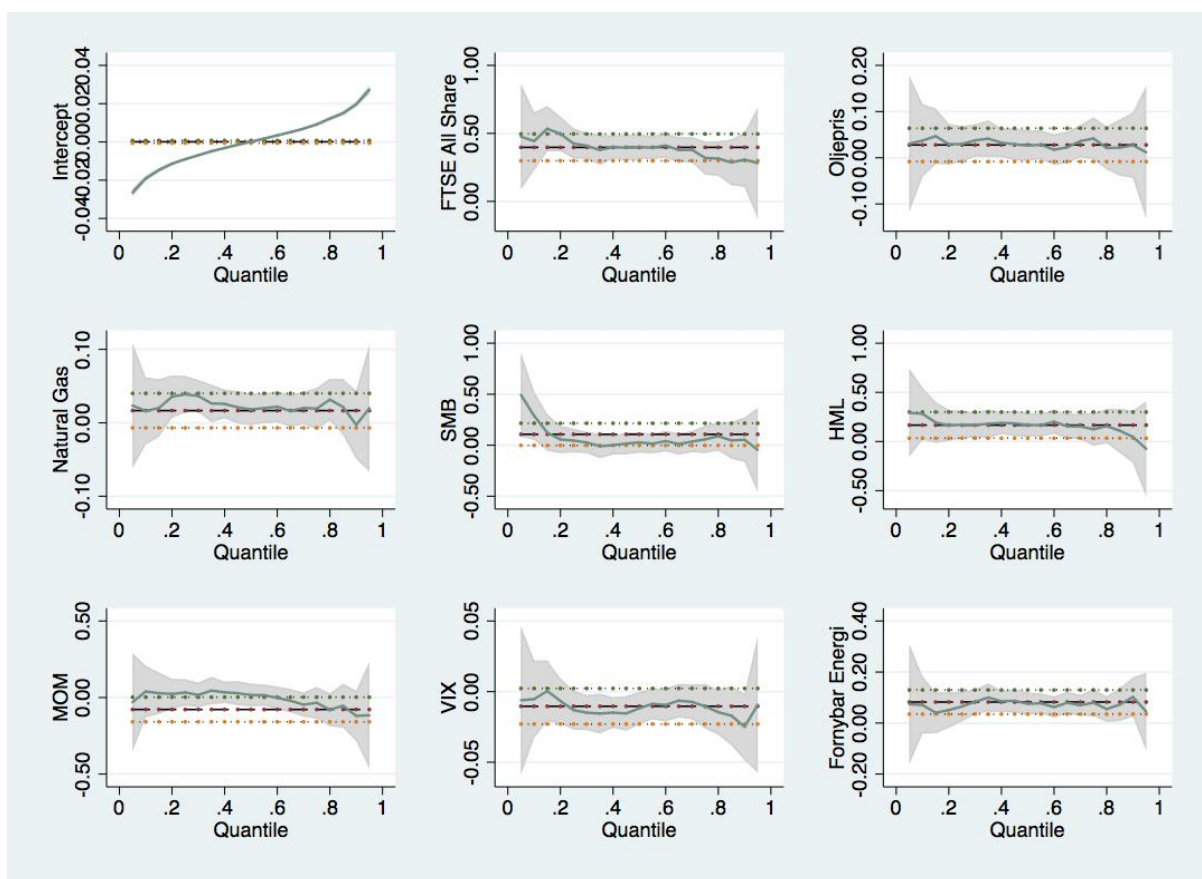 Intercept
-0.040.020.000.020.04
0 .2 .4 .6 .8 1
Quantile
FTSE All Share
0.00 0.50 1.00
0 .2 .4 .6 .8 1
Quantile
Oljepris
-0.10 0.00 0.10 0.20
0 .2 .4 .6 .8 1
Quantile
Natural Gas
-0.10 0.00 0.10
0 .2 .4 .6 .8 1
Quantile
SMB
-0.50 0.00 0.50 1.00
0 .2 .4 .6 .8 1
Quantile
HML
-0.50 0.00 0.50 1.00
0 .2 .4 .6 .8 1
Quantile
MOM
-0.50 0.00 0.50
0 .2 .4 .6 .8 1
Quantile
VIX
-0.05 0.00 0.05
0 .2 .4 .6 .8 1
Quantile
Fornybar Energi
-0.20 0.00 0.20 0.40
0 .2 .4 .6 .8 1
Quantile